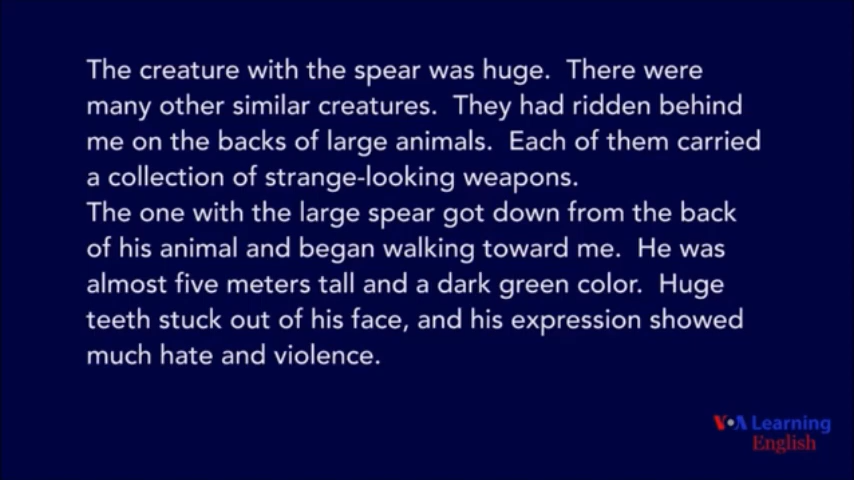 The creature with the spear was huge.  There were
many other similar creatures.  They had ridden behind
me on the backs of large animals.  Each of them carried
a collection of strange-looking weapons.
The one with the large spear got down from the back
of his animal and began walking toward me.  He was
almost five meters tall and a dark green color.  Huge
teeth stuck out of his face, and his expression showed
much hate and violence.
VOA Learning
English